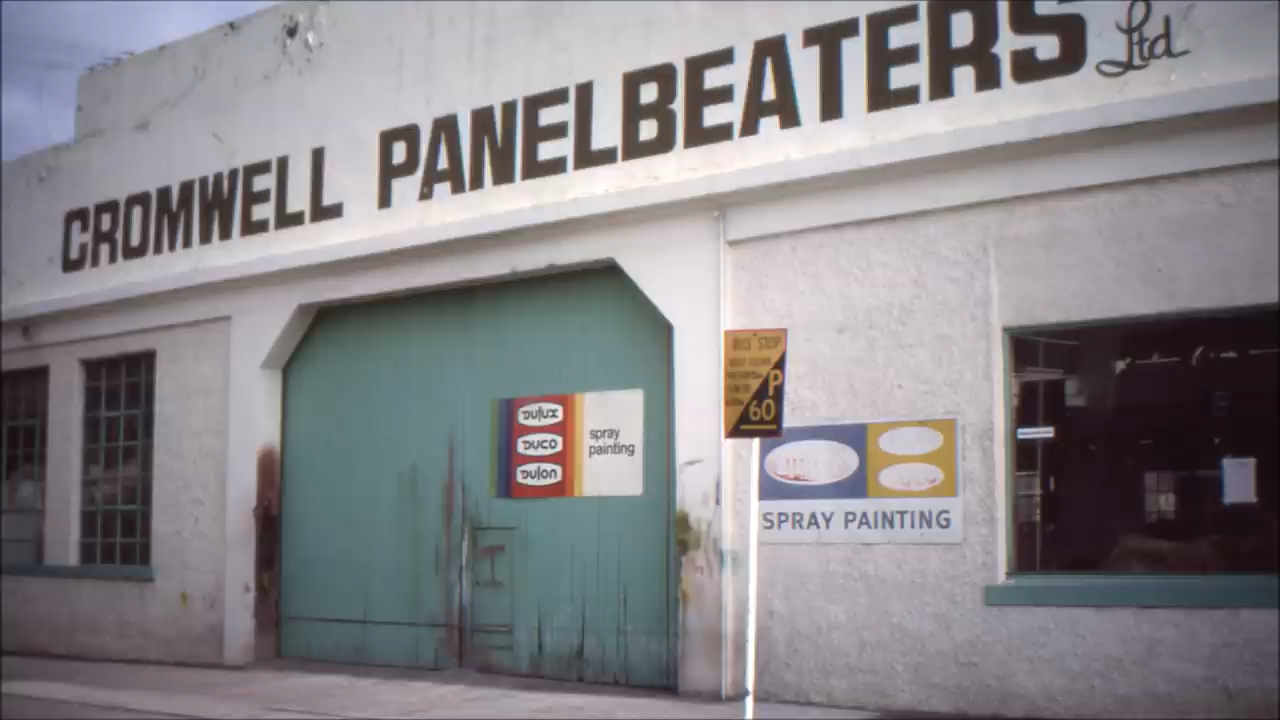 CROMWELL PANELBEATERS Ltd
DULUX
DUCO
Dulon
spray
painting
BUS STOP
P
60
SPRAY PAINTING